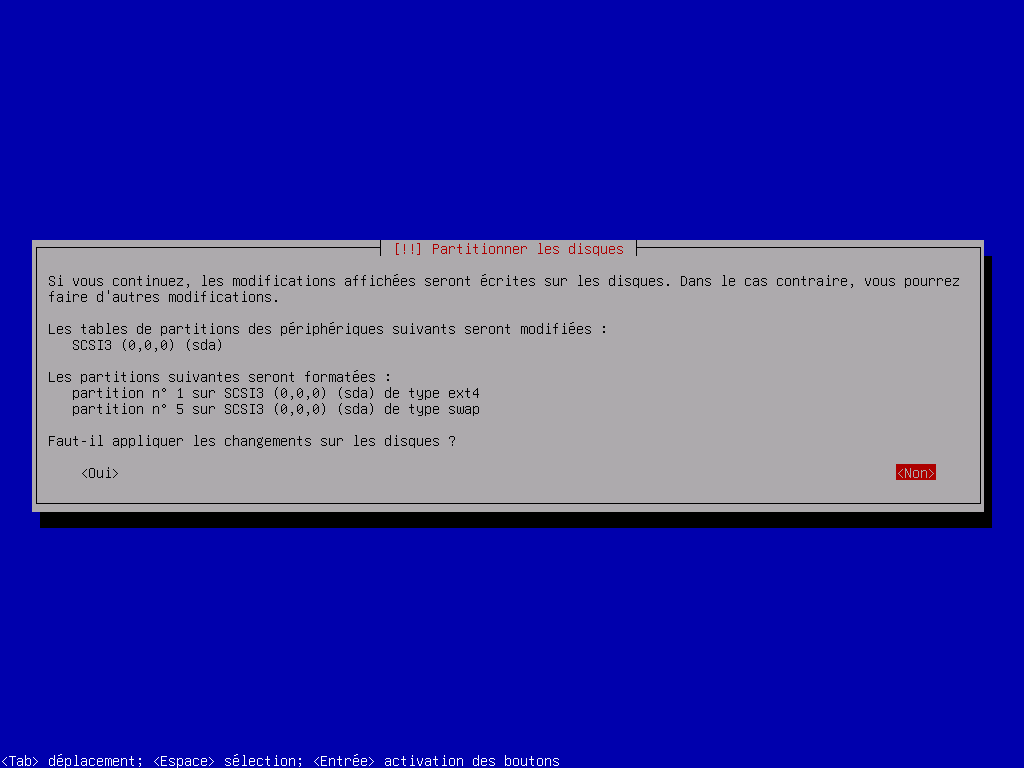 [!!] Partitionner les disques
Si vous continuez, les modifications affichées seront écrites sur les disques. Dans le cas contraire, vous pourrez
faire d'autres modifications.
Les tables de partitions des périphériques suivants seront modifiées :
SCSI3 (0,0,0) (sda)
Les partitions suivantes seront formatées :
partition n° 1 sur SCSI3 (0,0,0) (sda) de type ext4
partition n° 5 sur SCSI3 (0,0,0) (sda) de type swap
Faut-il appliquer les changements sur les disques ?
<Oui> <Non>
<Tab> déplacement; <Espace> sélection; <Entrée> activation des boutons